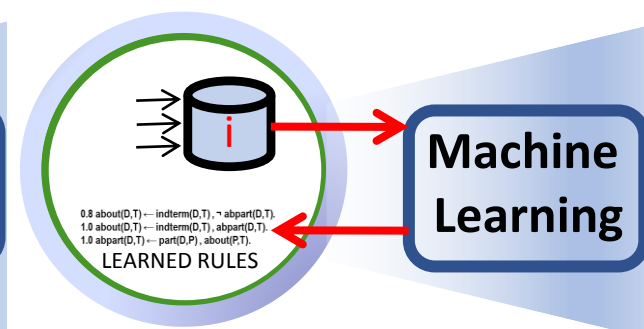 i
0.8 about(D,T) ← indterm(D,T) , ¬ abpart(D,T).
1.0 about(D,T) ← indterm(D,T) , abpart(D,T).
1.0 abpart(D,T) ← part(D,P) , about(P,T).
LEARNED RULES
Machine
Learning